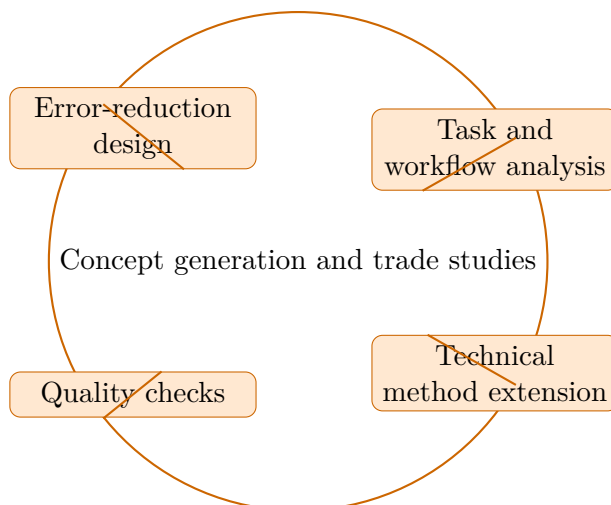 Error-reduction
design
Task and
workflow analysis
Concept generation and trade studies
Quality checks
Technical
method extension